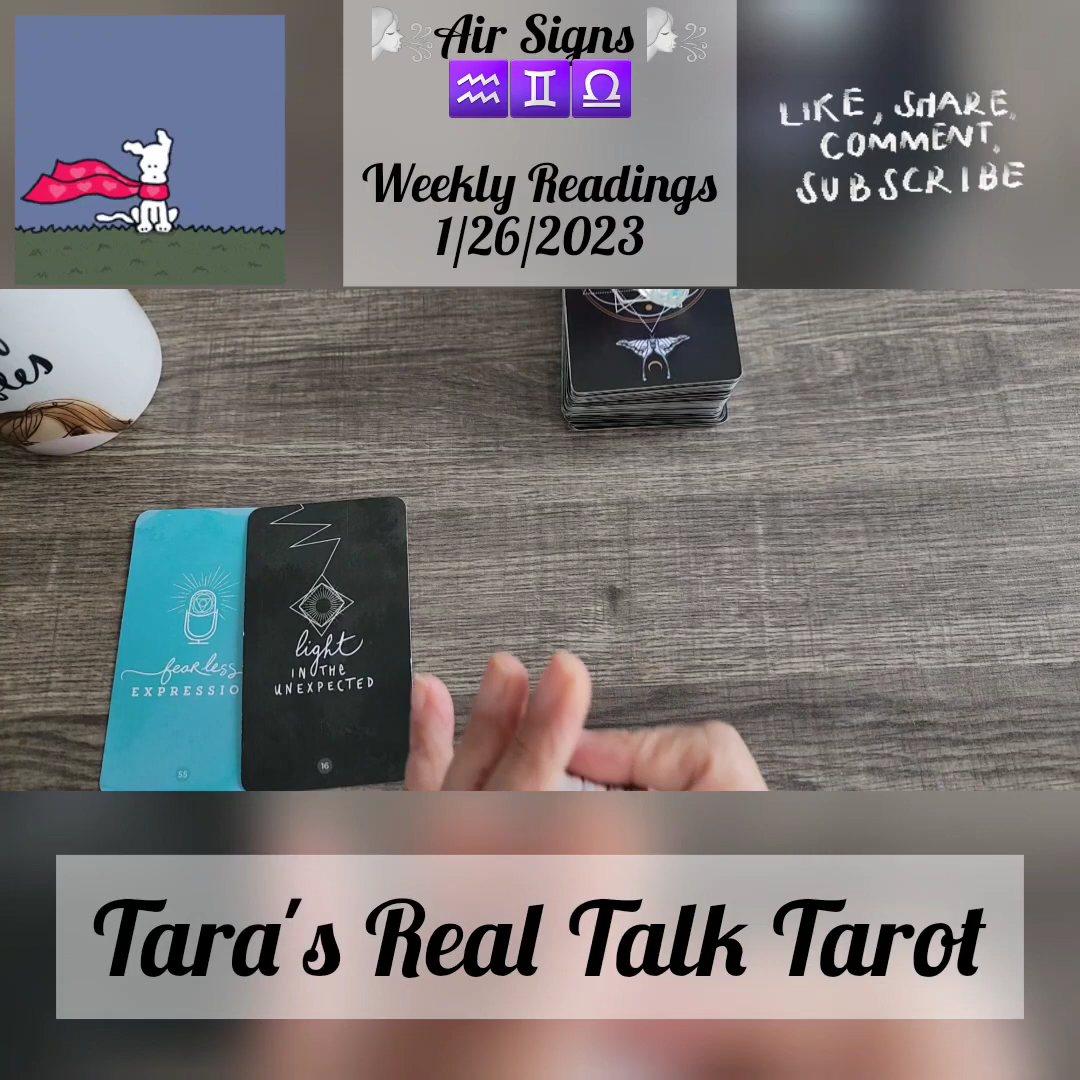 Air Signs
♒♊♎
Weekly Readings
1/26/2023
LIKE, SHARE,
COMMENT,
SUBSCRIBE
fearless
EXPRESSIO
55
light
IN THE
UNEXPECTED
16
Tara's Real Talk Tarot